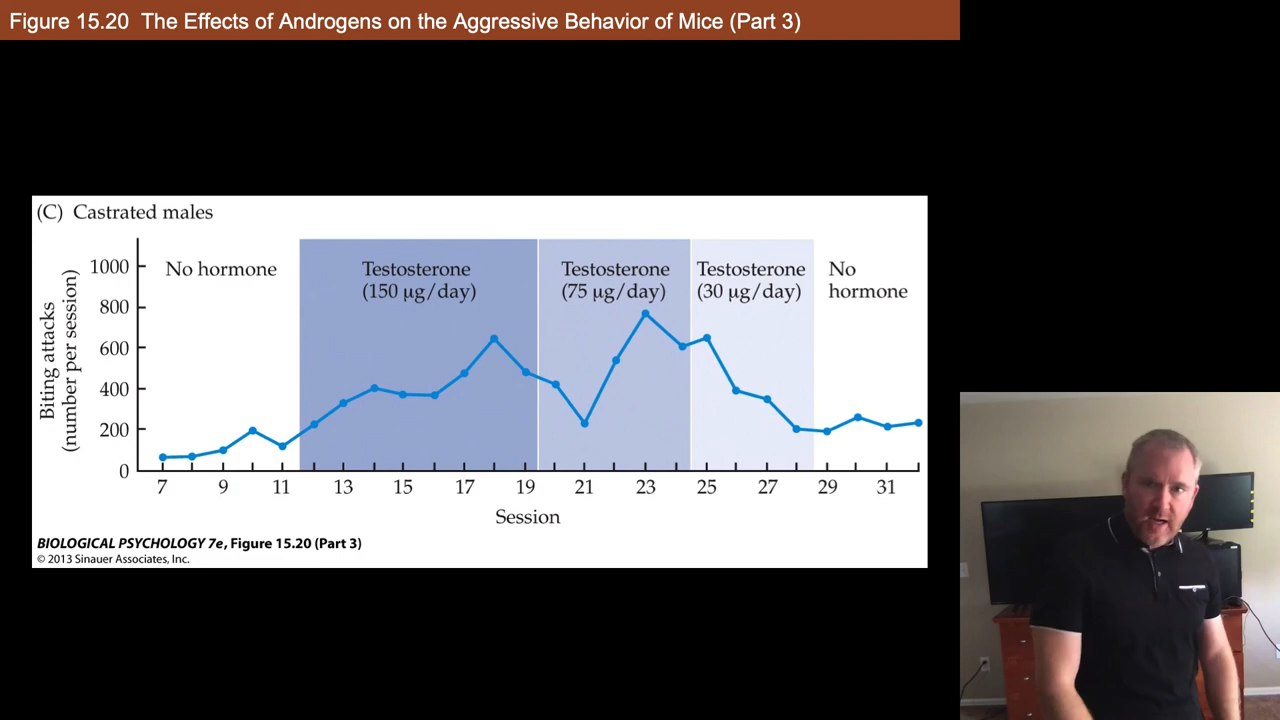 Figure 15.20 The Effects of Androgens on the Aggressive Behavior of Mice (Part 3)
(C) Castrated males
Biting attacks
(number per session)
1000
800
600
400
200
0
No hormone
Testosterone
(150 µg/day)
Testosterone
(75 µg/day)
Testosterone
(30 µg/day)
No
hormone
7 9 11 13 15 17 19 21 23 25 27 29 31
Session
BIOLOGICAL PSYCHOLOGY 7e, Figure 15.20 (Part 3)
© 2013 Sinauer Associates, Inc.